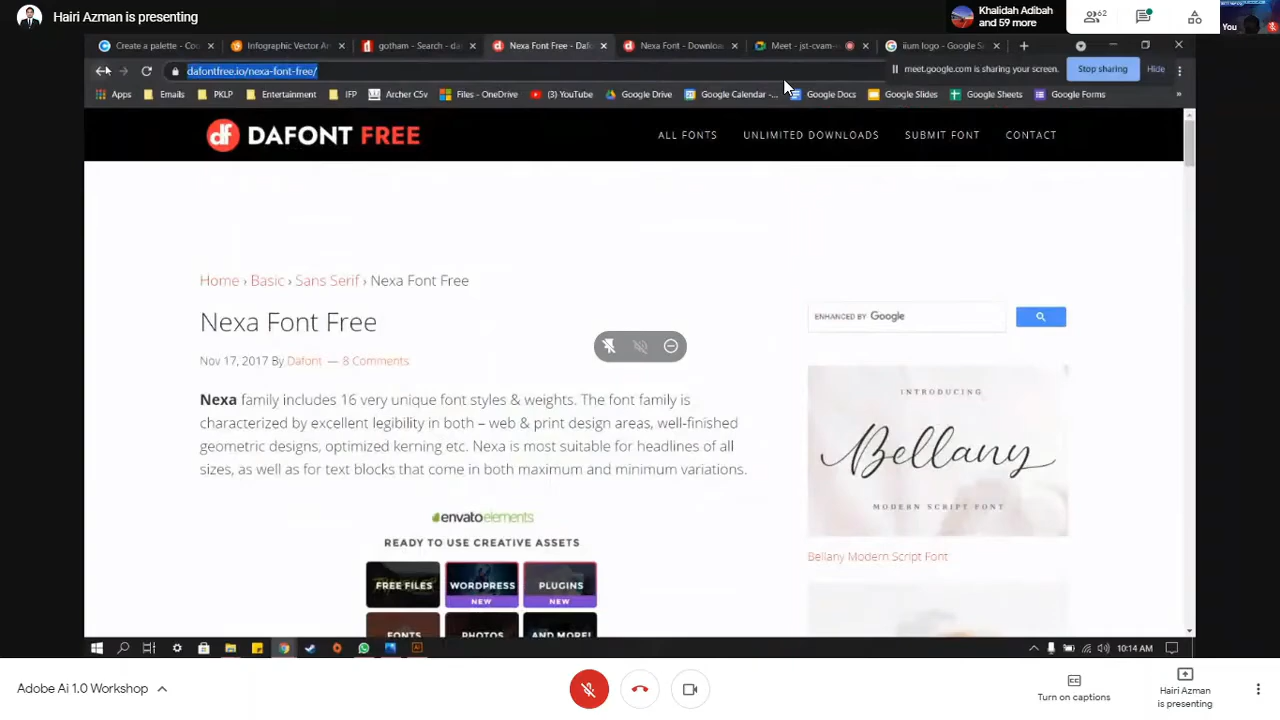 Hairi Azman is presenting
Khalidah Adibah
and 59 more
62
You
Create a palette - Coo
Infographic Vector Ar
gotham - Search - da
Nexa Font Free - Dafo
Nexa Font - Downloa
Meet - jst-cvam-
iium logo - Google S
dafontfree.io/nexa-font-free/
meet.google.com is sharing your screen.
Stop sharing
Hide
Apps
Emails
PKLP
Entertainment
IFP
Archer C5v
Files - OneDrive
(3) YouTube
Google Drive
Google Calendar -...
Google Docs
Google Slides
Google Sheets
Google Forms
»
df DAFONT FREE
ALL FONTS
UNLIMITED DOWNLOADS
SUBMIT FONT
CONTACT
Home › Basic › Sans Serif › Nexa Font Free
Nexa Font Free
ENHANCED BY Google
Nov 17, 2017 By Dafont — 8 Comments
Nexa family includes 16 very unique font styles & weights. The font family is
characterized by excellent legibility in both – web & print design areas, well-finished
geometric designs, optimized kerning etc. Nexa is most suitable for headlines of all
sizes, as well as for text blocks that come in both maximum and minimum variations.
INTRODUCING
Bellany
MODERN SCRIPT FONT
Bellany Modern Script Font
envatoelements
READY TO USE CREATIVE ASSETS
FREE FILES
WORDPRESS
NEW
PLUGINS
NEW
FONTS
PHOTOS
AND MORE!
10:14 AM
Adobe Ai 1.0 Workshop
Turn on captions
Hairi Azman
is presenting